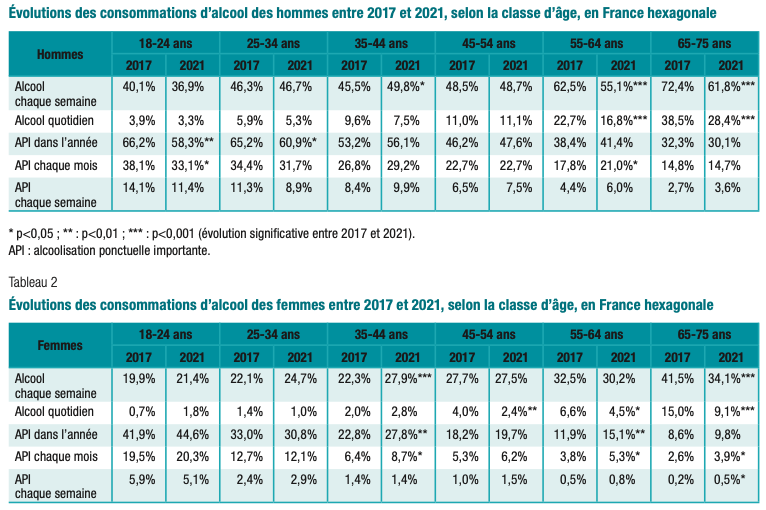 Évolutions des consommations d’alcool des hommes entre 2017 et 2021, selon la classe d’âge, en France hexagonale
Hommes 18-24 ans 25-34 ans 35-44 ans 45-54 ans 55-64 ans 65-75 ans
2017 2021 2017 2021 2017 2021 2017 2021 2017 2021 2017 2021
Alcool chaque semaine 40,1% 36,9% 46,3% 46,7% 45,5% 49,8%* 48,5% 48,7% 62,5% 55,1%*** 72,4% 61,8%***
Alcool quotidien 3,9% 3,3% 5,9% 5,3% 9,6% 7,5% 11,0% 11,1% 22,7% 16,8%*** 38,5% 28,4%***
API dans l’année 66,2% 58,3%** 65,2% 60,9%* 53,2% 56,1% 46,2% 47,6% 38,4% 41,4% 32,3% 30,1%
API chaque mois 38,1% 33,1%* 34,4% 31,7% 26,8% 29,2% 22,7% 22,7% 17,8% 21,0%* 14,8% 14,7%
API chaque semaine 14,1% 11,4% 11,3% 8,9% 8,4% 9,9% 6,5% 7,5% 4,4% 6,0% 2,7% 3,6%
* p<0,05 ; ** : p<0,01 ; *** : p<0,001 (évolution significative entre 2017 et 2021).
API : alcoolisation ponctuelle importante.
Tableau 2
Évolutions des consommations d’alcool des femmes entre 2017 et 2021, selon la classe d’âge, en France hexagonale
Femmes 18-24 ans 25-34 ans 35-44 ans 45-54 ans 55-64 ans 65-75 ans
2017 2021 2017 2021 2017 2021 2017 2021 2017 2021 2017 2021
Alcool chaque semaine 19,9% 21,4% 22,1% 24,7% 22,3% 27,9%*** 27,7% 27,5% 32,5% 30,2% 41,5% 34,1%***
Alcool quotidien 0,7% 1,8% 1,4% 1,0% 2,0% 2,8% 4,0% 2,4%** 6,6% 4,5%* 15,0% 9,1%***
API dans l’année 41,9% 44,6% 33,0% 30,8% 22,8% 27,8%** 18,2% 19,7% 11,9% 15,1%** 8,6% 9,8%
API chaque mois 19,5% 20,3% 12,7% 12,1% 6,4% 8,7%* 5,3% 6,2% 3,8% 5,3%* 2,6% 3,9%*
API chaque semaine 5,9% 5,1% 2,4% 2,9% 1,4% 1,4% 1,0% 1,5% 0,5% 0,8% 0,2% 0,5%*